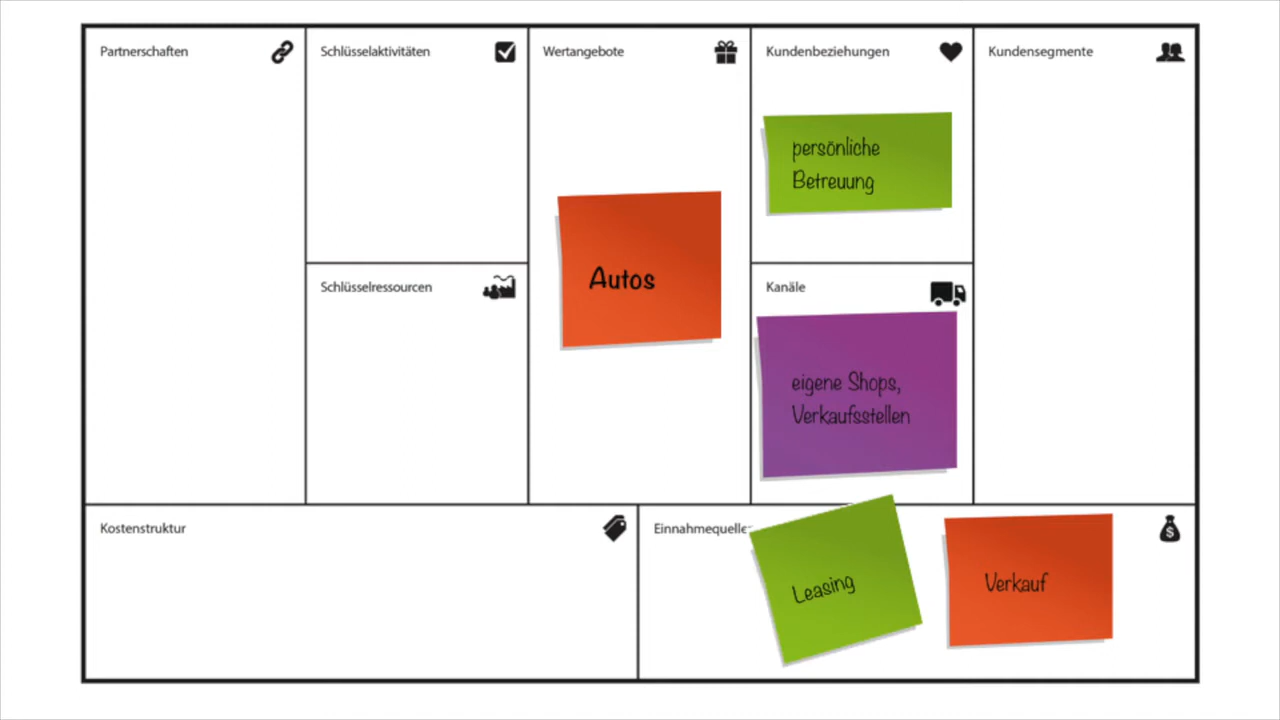 Partnerschaften
Schlüsselaktivitäten
Wertangebote
Kundenbeziehungen
Kundensegmente
persönliche
Betreuung
Autos
Schlüsselressourcen
Kanäle
eigene Shops,
Verkaufsstellen
Kostenstruktur
Einnahmequelle
Leasing
Verkauf
$